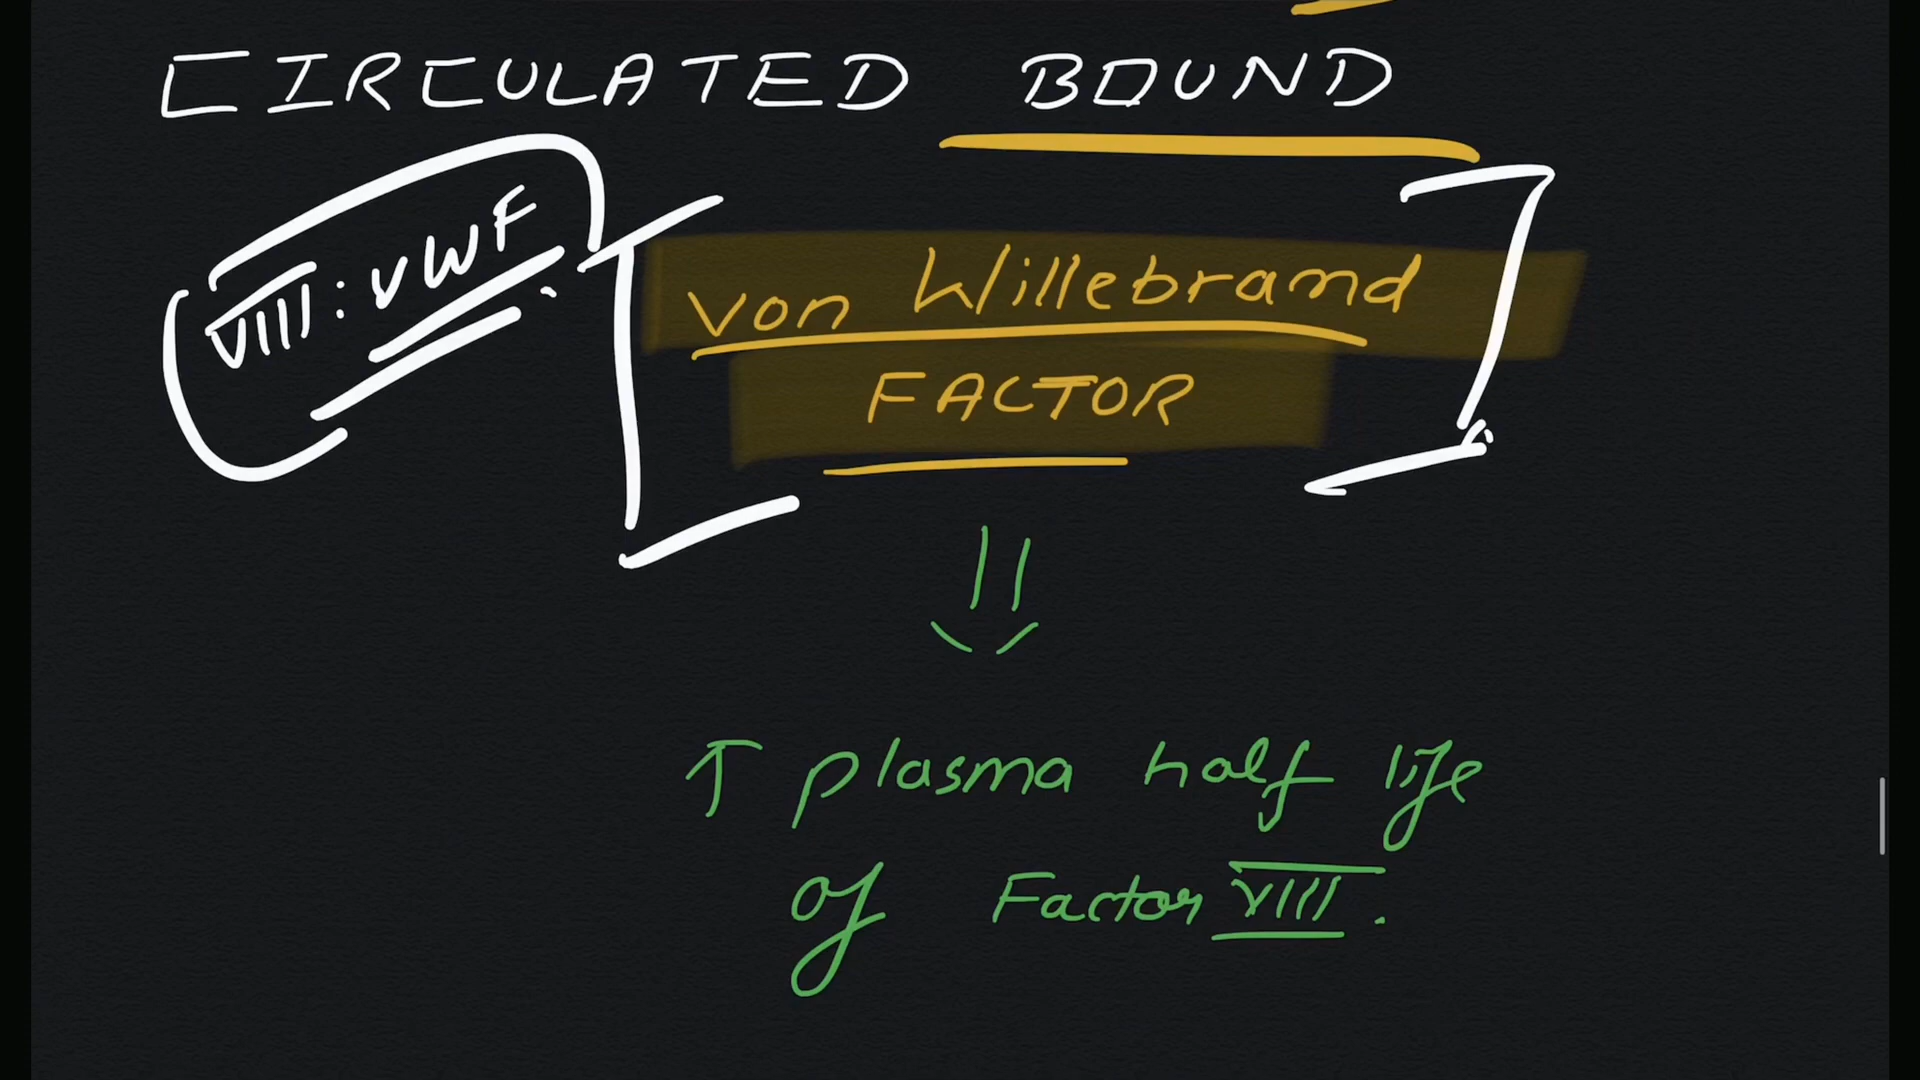 CIRCULATED BOUND
VIII : vWF
von Willebrand
FACTOR
↑ plasma half life
of Factor VIII.